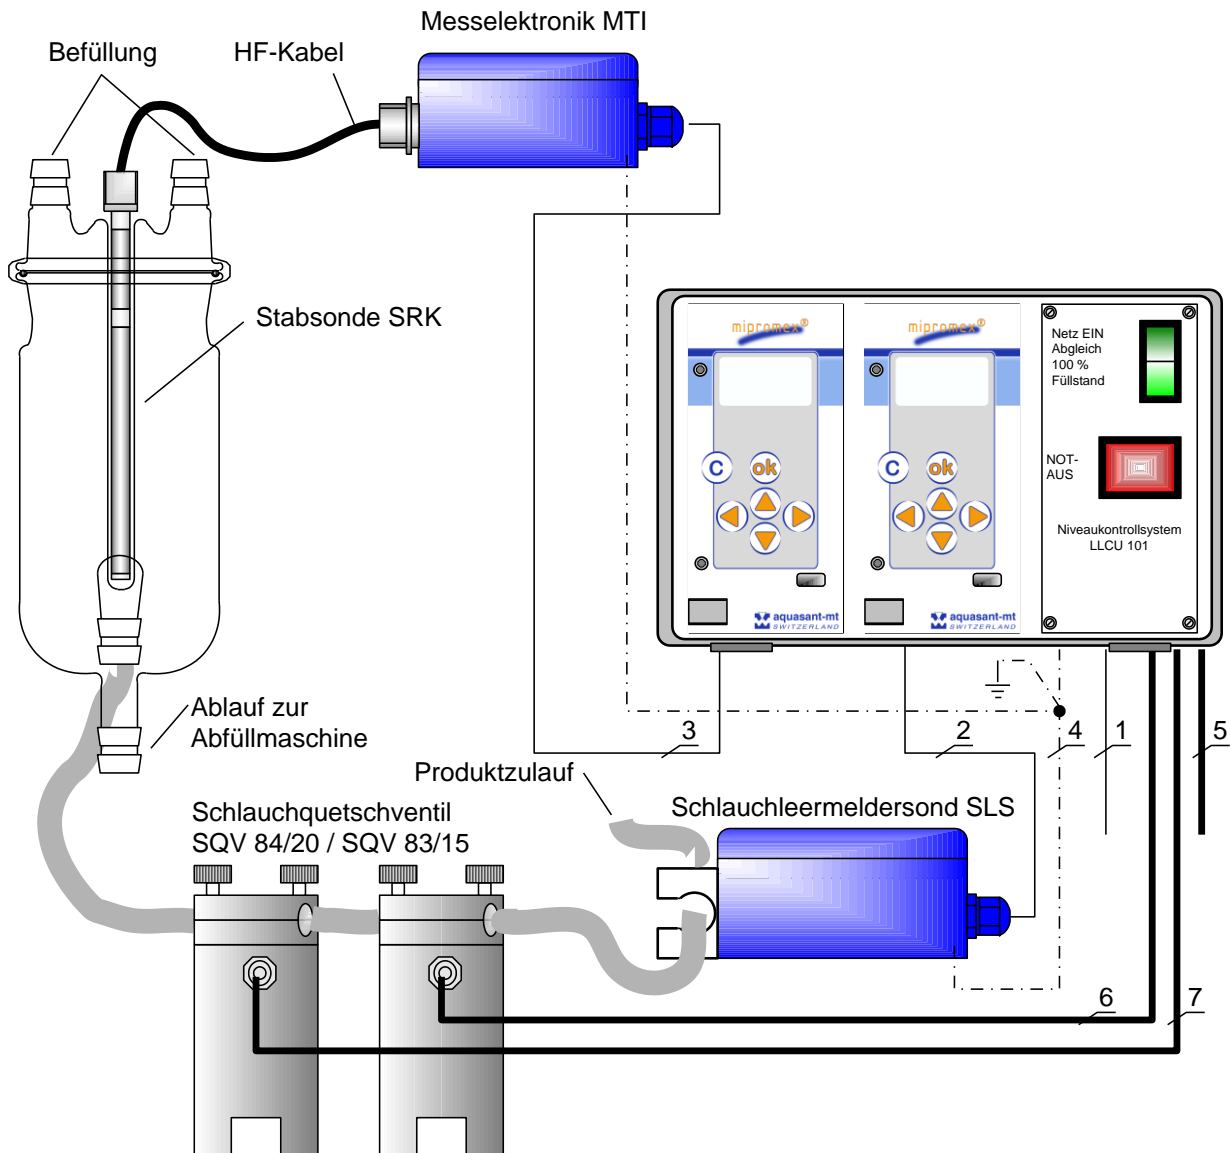 Messelektronik MTI
Befüllung
HF-Kabel
Stabsonde SRK
mipromex®
mipromex®
Netz EIN
Abgleich
100 %
Füllstand
C
ok
C
ok
NOT-
AUS
Niveaukontrollsystem
LLCU 101
aquasant-mt
SWITZERLAND
aquasant-mt
SWITZERLAND
Ablauf zur
Abfüllmaschine
3
2
4
1
5
Produktzulauf
Schlauchleermeldersond SLS
Schlauchquetschventil
SQV 84/20 / SQV 83/15
6
7